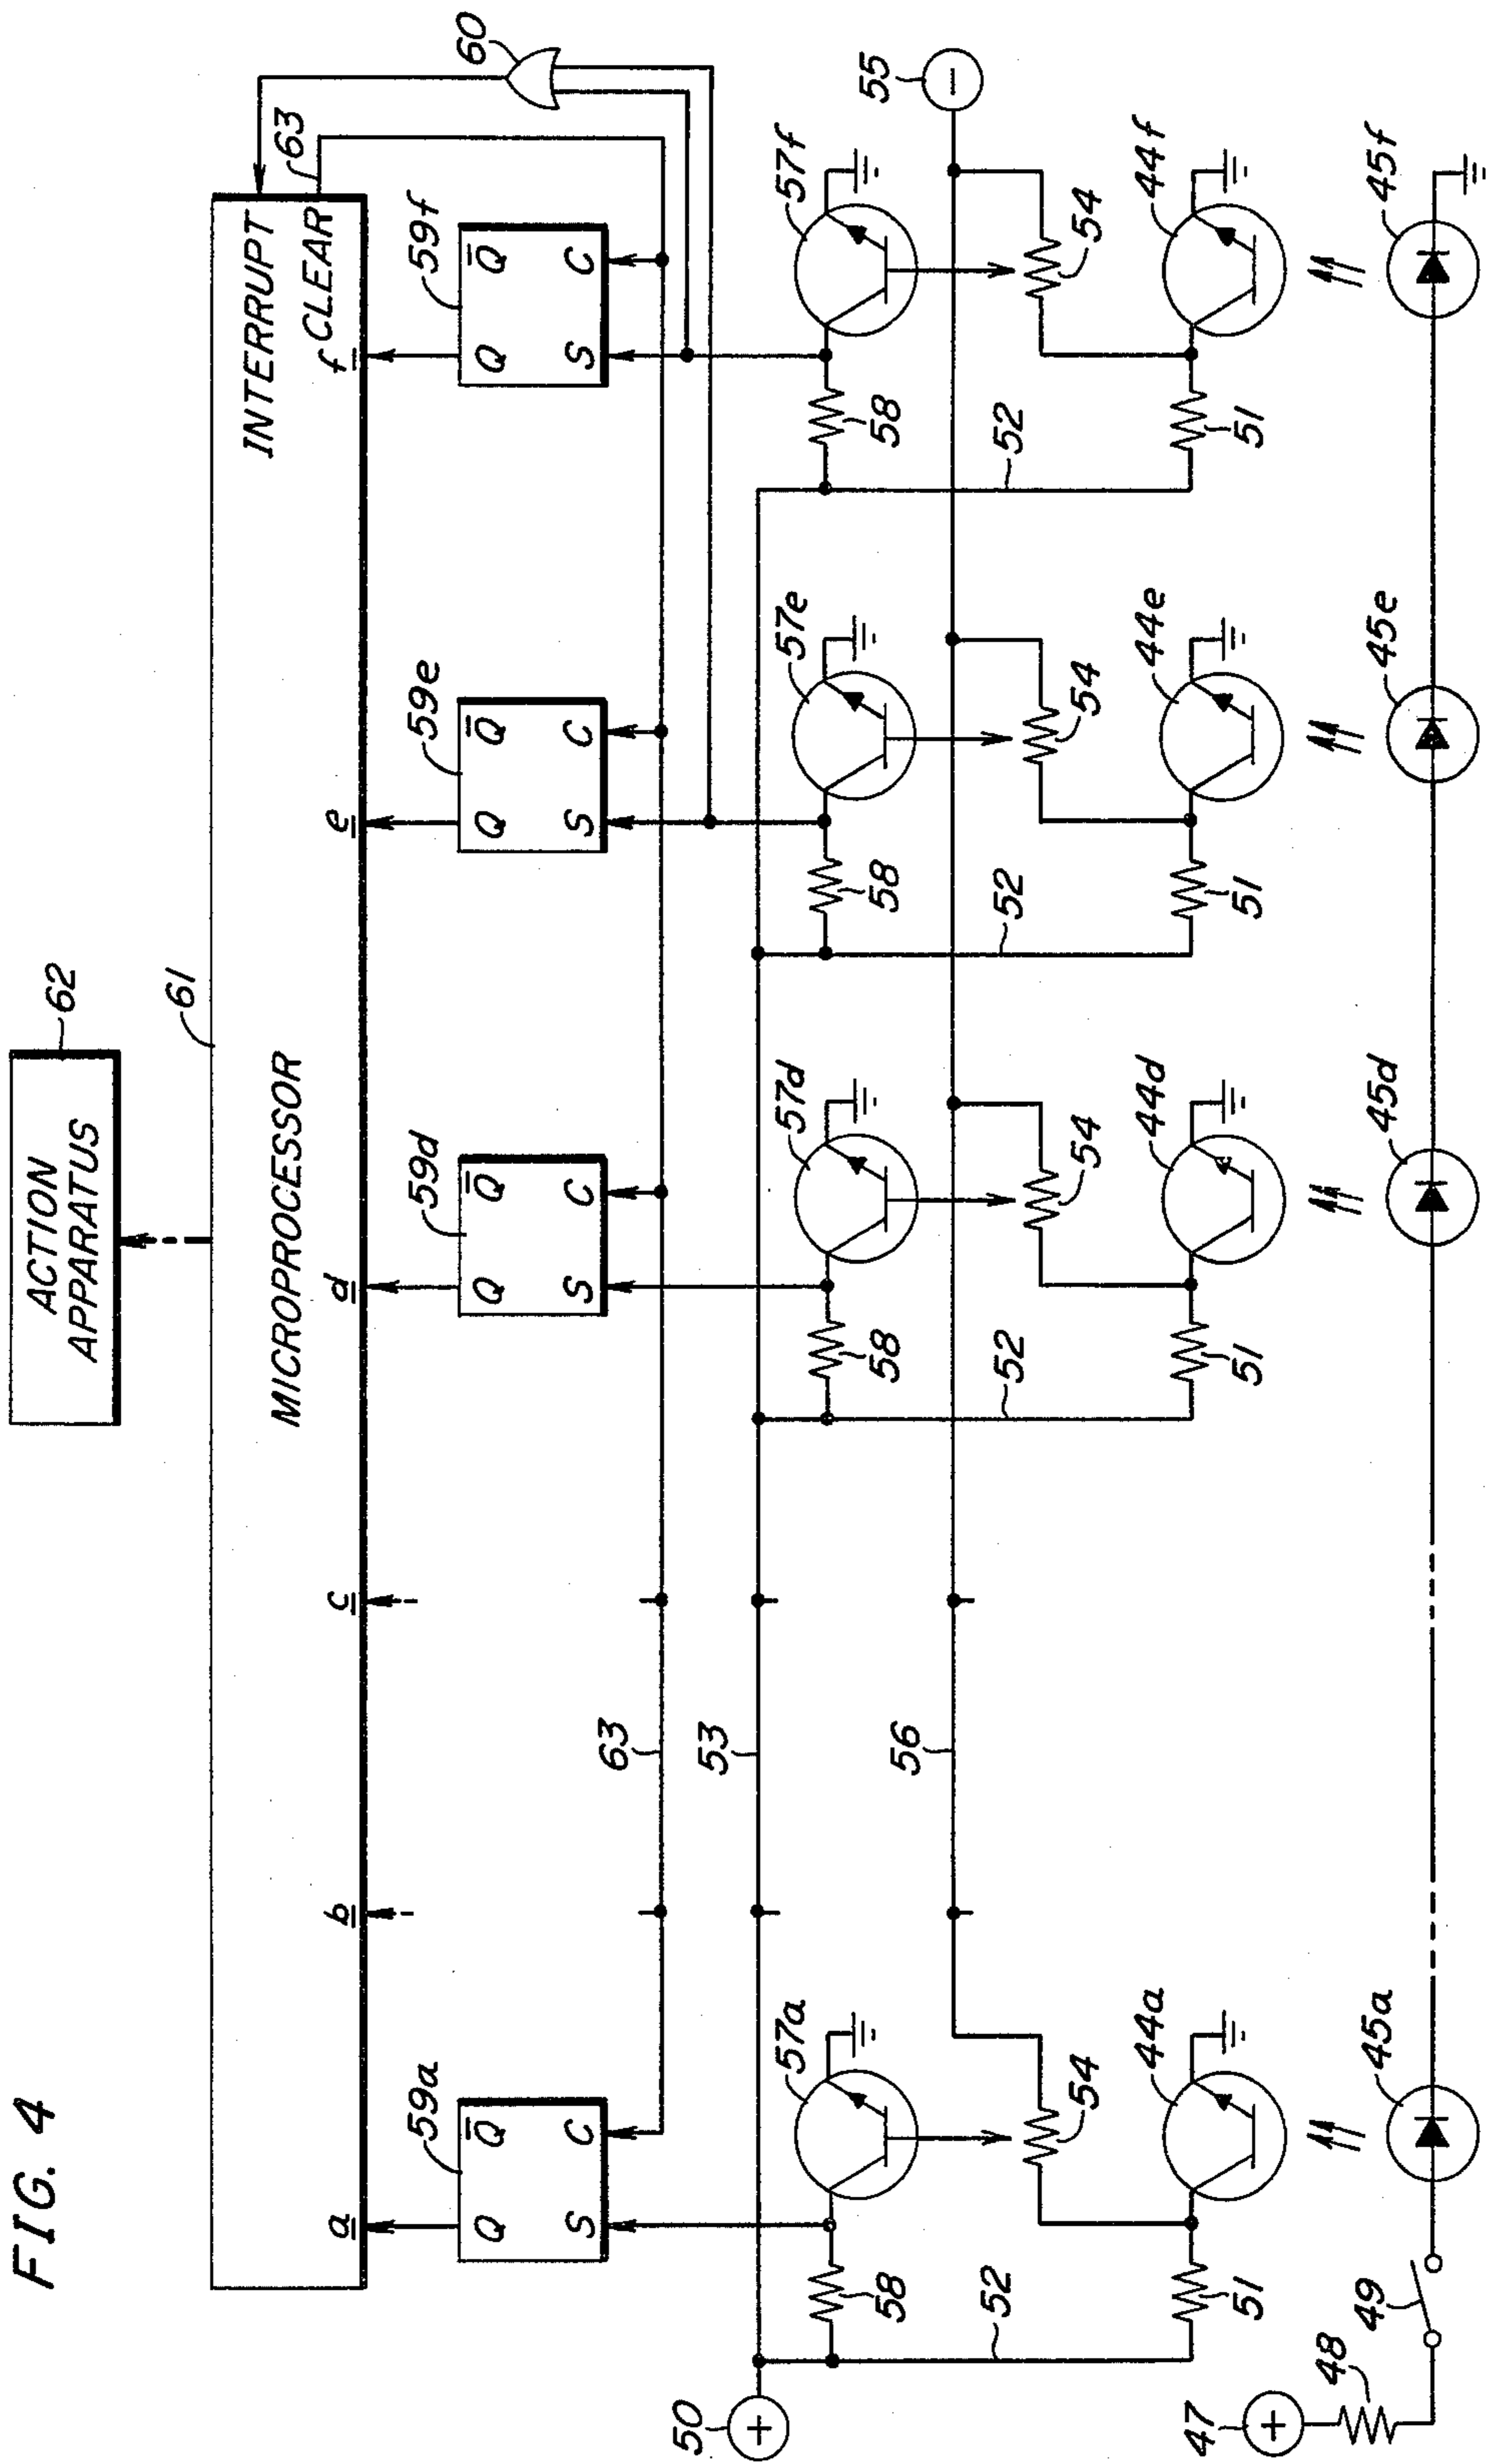 FIG. 4
ACTION
APPARATUS
62
61
MICROPROCESSOR
INTERRUPT
CLEAR
63
60
a
b
c
d
e
f
59a
Q
Q̅
S
C
59d
Q
Q̅
S
C
59e
Q
Q̅
S
C
59f
Q
Q̅
S
C
63
50
+
53
58
57a
58
57d
58
57e
58
57f
56
55
−
52
54
52
54
52
54
52
54
51
44a
51
44d
51
44e
51
44f
47
+
48
49
45a
45d
45e
45f